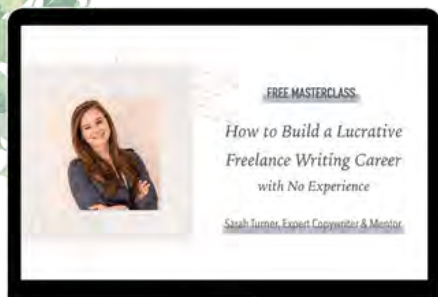 FREE MASTERCLASS
How to Build a Lucrative
Freelance Writing Career
with No Experience
Sarah Turner, Expert Copywriter & Mentor